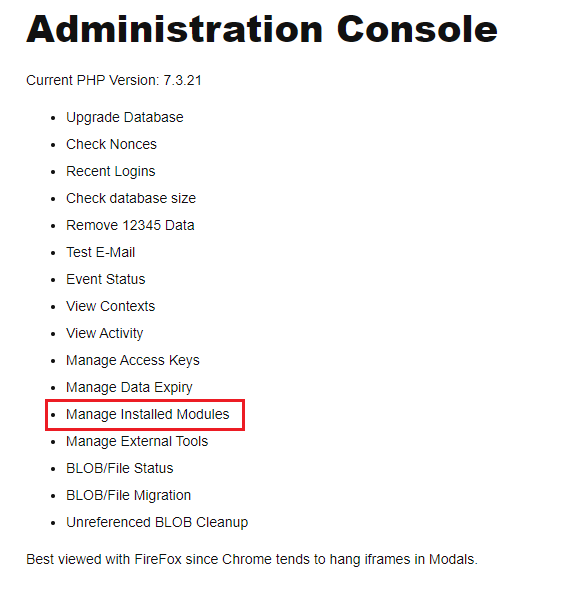 Administration Console
Current PHP Version: 7.3.21
Upgrade Database
Check Nonces
Recent Logins
Check database size
Remove 12345 Data
Test E-Mail
Event Status
View Contexts
View Activity
Manage Access Keys
Manage Data Expiry
Manage Installed Modules
Manage External Tools
BLOB/File Status
BLOB/File Migration
Unreferenced BLOB Cleanup
Best viewed with FireFox since Chrome tends to hang iframes in Modals.